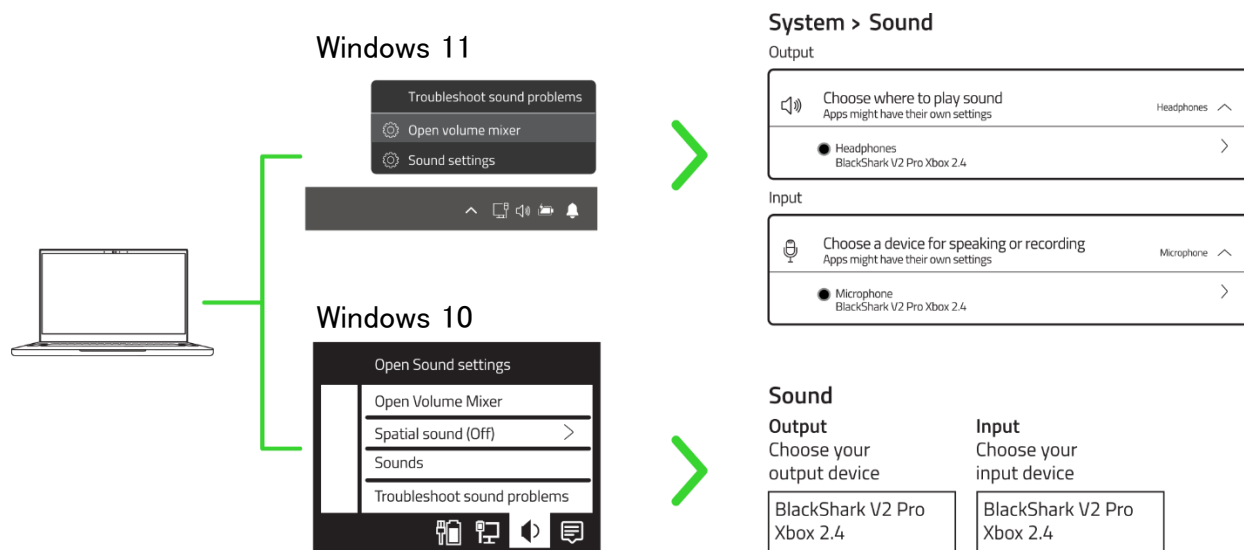 Windows 11
Troubleshoot sound problems
Open volume mixer
Sound settings
System > Sound
Output
Choose where to play sound
Apps might have their own settings
Headphones
Headphones
BlackShark V2 Pro Xbox 2.4
Input
Choose a device for speaking or recording
Apps might have their own settings
Microphone
Microphone
BlackShark V2 Pro Xbox 2.4
Windows 10
Open Sound settings
Open Volume Mixer
Spatial sound (Off)
Sounds
Troubleshoot sound problems
Sound
Output
Choose your
output device
BlackShark V2 Pro
Xbox 2.4
Input
Choose your
input device
BlackShark V2 Pro
Xbox 2.4